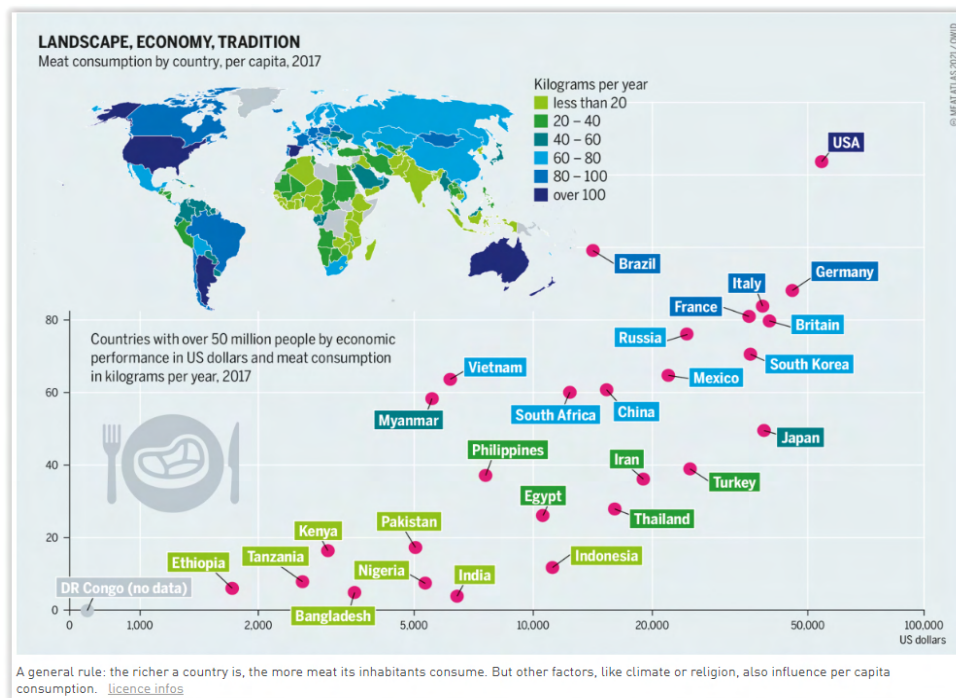 LANDSCAPE, ECONOMY, TRADITION
Meat consumption by country, per capita, 2017
© MEAT ATLAS 2021 / OWID
Kilograms per year
less than 20
20 – 40
40 – 60
60 – 80
80 – 100
over 100
USA
Brazil
Germany
Italy
France
Britain
Russia
South Korea
Countries with over 50 million people by economic
performance in US dollars and meat consumption
in kilograms per year, 2017
Vietnam
Mexico
Myanmar
South Africa
China
Japan
Philippines
Iran
Turkey
Egypt
Thailand
Kenya
Pakistan
Ethiopia
Tanzania
Nigeria
India
Indonesia
DR Congo (no data)
Bangladesh
80
60
40
20
0
0
1,000
2,000
5,000
10,000
20,000
50,000
100,000
US dollars
A general rule: the richer a country is, the more meat its inhabitants consume. But other factors, like climate or religion, also influence per capita
consumption. licence infos